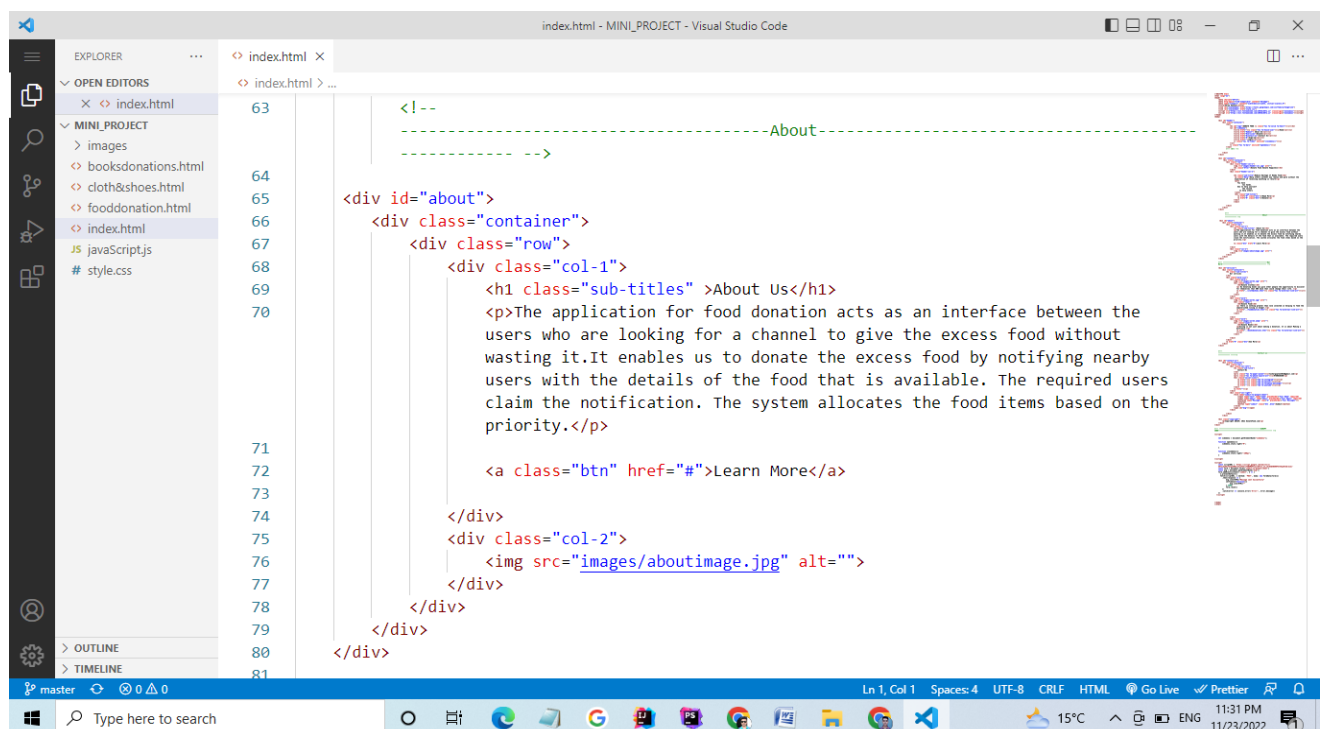 index.html - MINI_PROJECT - Visual Studio Code
EXPLORER
index.html
OPEN EDITORS
index.html
MINI_PROJECT
images
booksdonations.html
cloth&shoes.html
fooddonation.html
index.html
JS javaScript.js
# style.css
OUTLINE
TIMELINE
index.html > ...
63 <!--
------------------------------------------------About-------------------------------------------------
------------ -->
64
65 <div id="about">
66 <div class="container">
67 <div class="row">
68 <div class="col-1">
69 <h1 class="sub-titles" >About Us</h1>
70 <p>The application for food donation acts as an interface between the
users who are looking for a channel to give the excess food without
wasting it.It enables us to donate the excess food by notifying nearby
users with the details of the food that is available. The required users
claim the notification. The system allocates the food items based on the
priority.</p>
71
72 <a class="btn" href="#">Learn More</a>
73
74 </div>
75 <div class="col-2">
76 <img src="images/aboutimage.jpg" alt="">
77 </div>
78 </div>
79 </div>
80 </div>
81
master 0 0 Ln 1, Col 1 Spaces: 4 UTF-8 CRLF HTML Go Live Prettier
Type here to search
15°C ENG 11:31 PM
11/23/2022